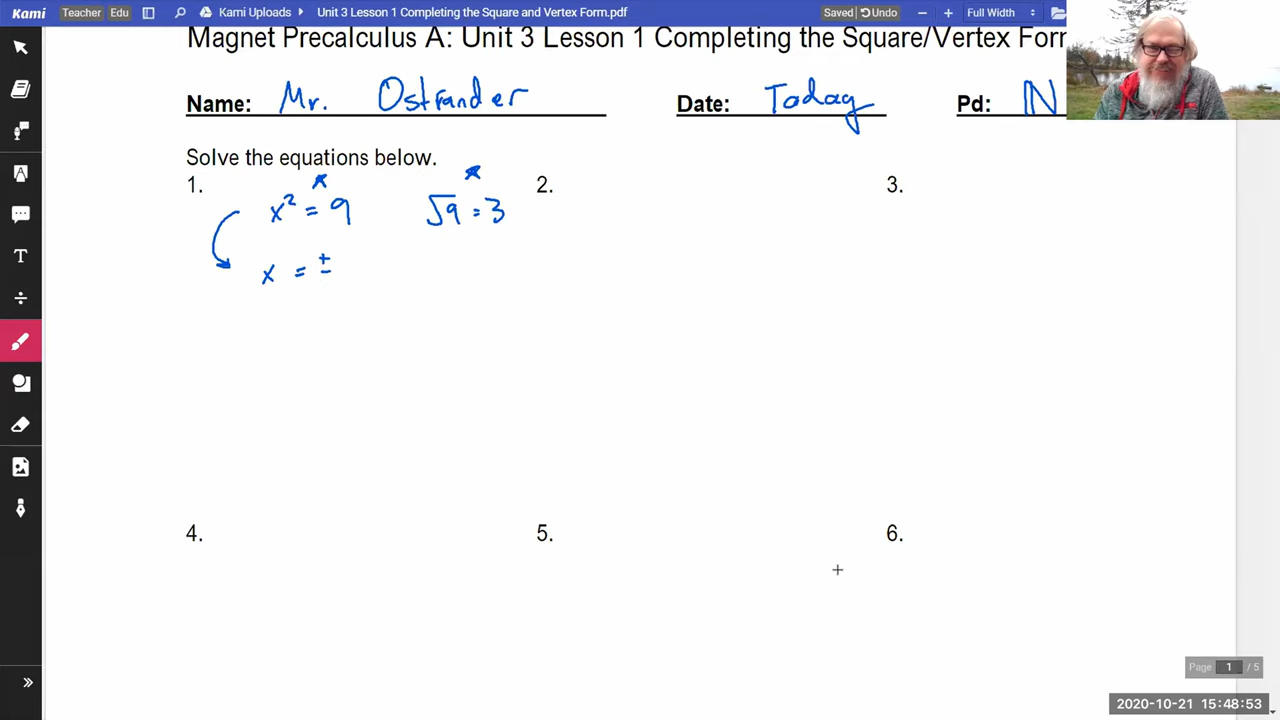 Kami Teacher Edu Kami Uploads Unit 3 Lesson 1 Completing the Square and Vertex Form.pdf Saved Undo Full Width
Magnet Precalculus A: Unit 3 Lesson 1 Completing the Square/Vertex For
Name: Mr. Ostrander Date: Today Pd: N
Solve the equations below.
1. 2. 3.
x² = 9 √9 = 3
x = ±
4. 5. 6.
Page 1 / 5
2020-10-21 15:48:53